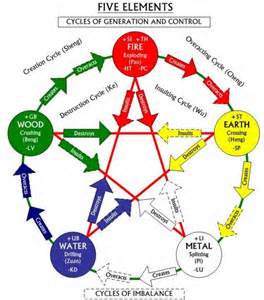 FIVE ELEMENTS
CYCLES OF GENERATION AND CONTROL
Creation Cycle (Sheng)
Overacting Cycle (Cheng)
+SI +TH
FIRE
Exploding
(Pao)
-HT -PC
Overacts
Creates
Creates
Overacts
Destruction Cycle (Ke)
Insulting Cycle (Wu)
+GB
WOOD
Crushing
(Beng)
-LV
Destroys
Insults
Insults
Destroys
+ST
EARTH
Crossing
(Heng)
-SP
Insults
Destroys
Destroys
Insults
Overacts
Creates
Creates
Overacts
Insults
Destroys
+UB
WATER
Drilling
(Zuan)
-KD
+LI
METAL
Splitting
(Pi)
-LU
Overacts
Creates
CYCLES OF IMBALANCE